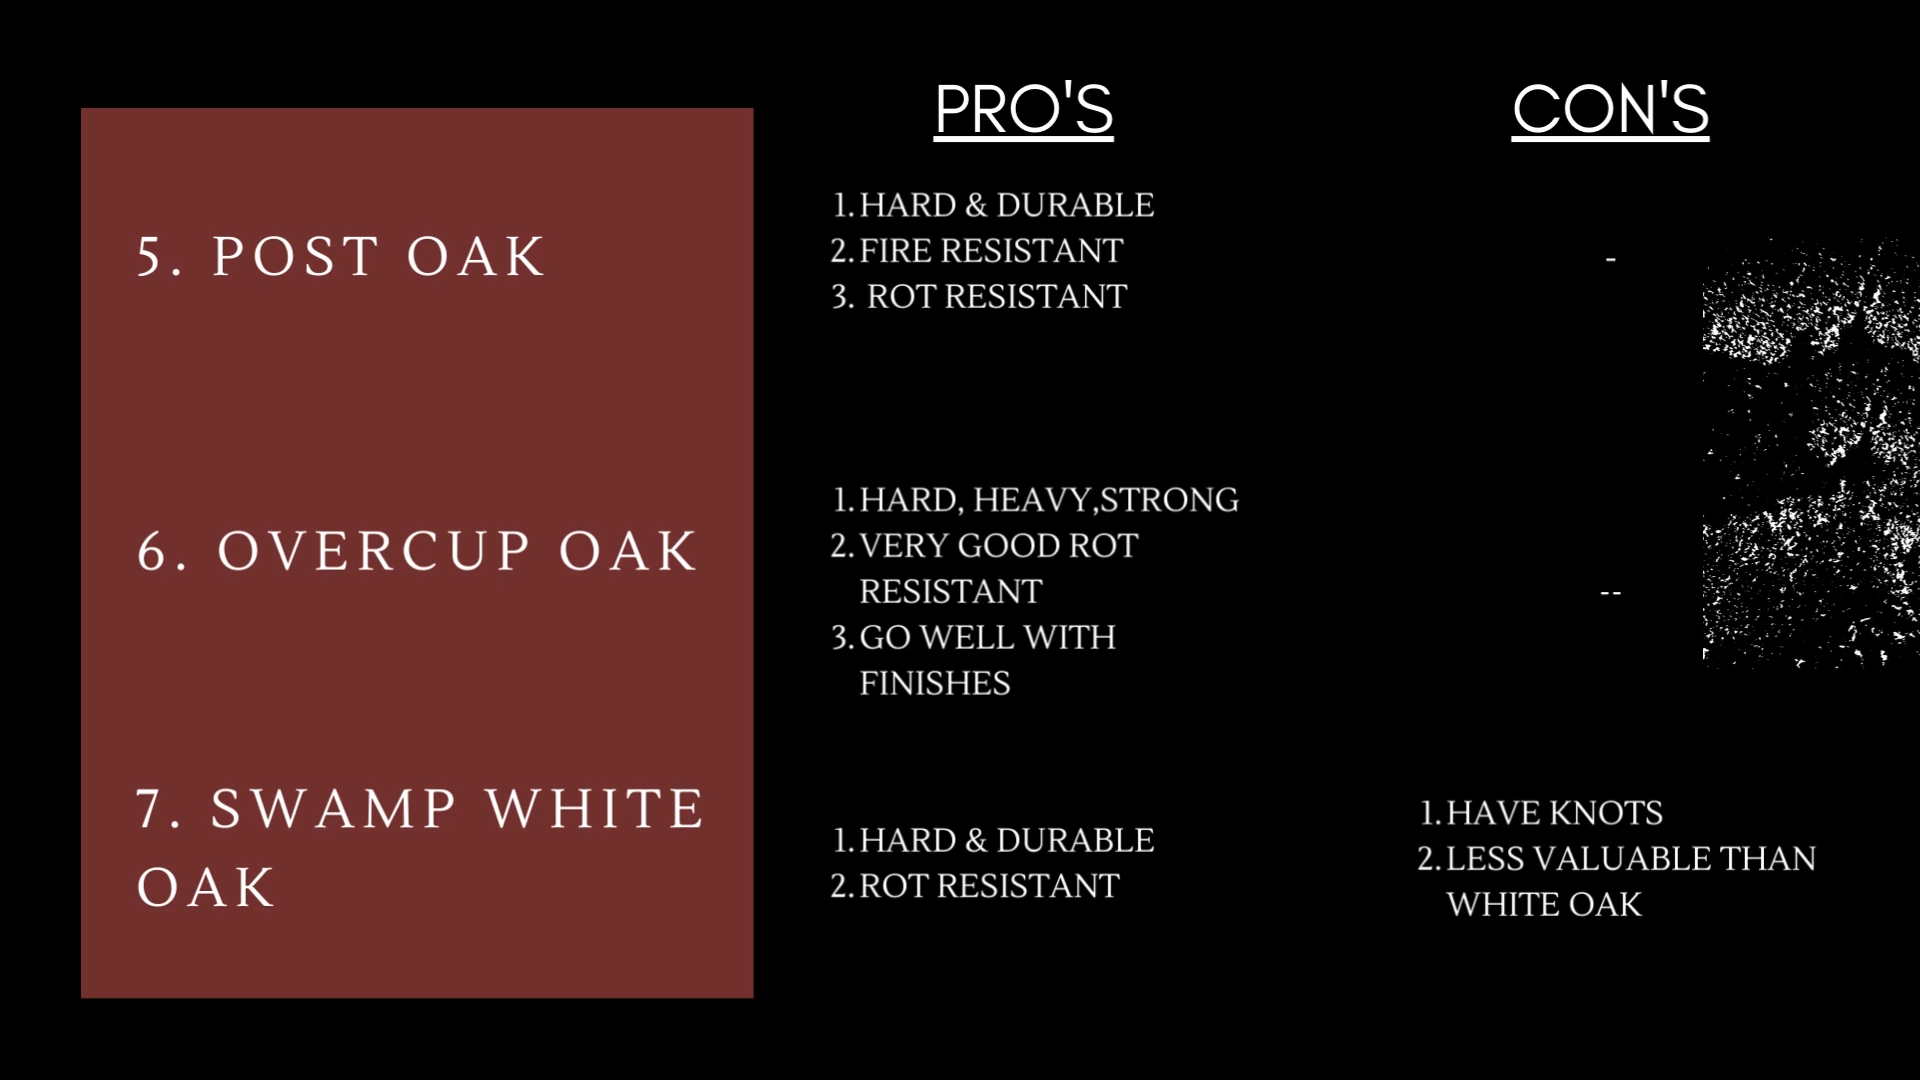 PRO'S
CON'S
5. POST OAK
1. HARD & DURABLE
2. FIRE RESISTANT
3. ROT RESISTANT
-
6. OVERCUP OAK
1. HARD, HEAVY,STRONG
2. VERY GOOD ROT
RESISTANT
3. GO WELL WITH
FINISHES
--
7. SWAMP WHITE
OAK
1. HARD & DURABLE
2. ROT RESISTANT
1. HAVE KNOTS
2. LESS VALUABLE THAN
WHITE OAK